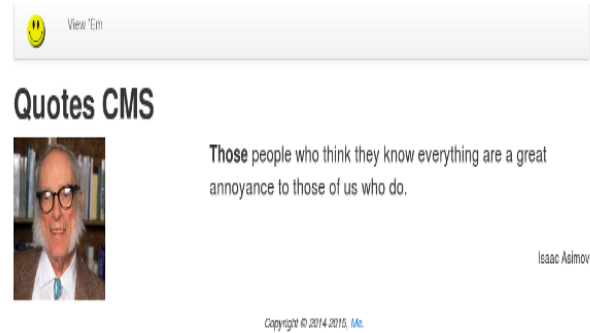 View 'Em
Quotes CMS
Those people who think they know everything are a great
annoyance to those of us who do.
Isaac Asimov
Copyright © 2014-2015, Me.